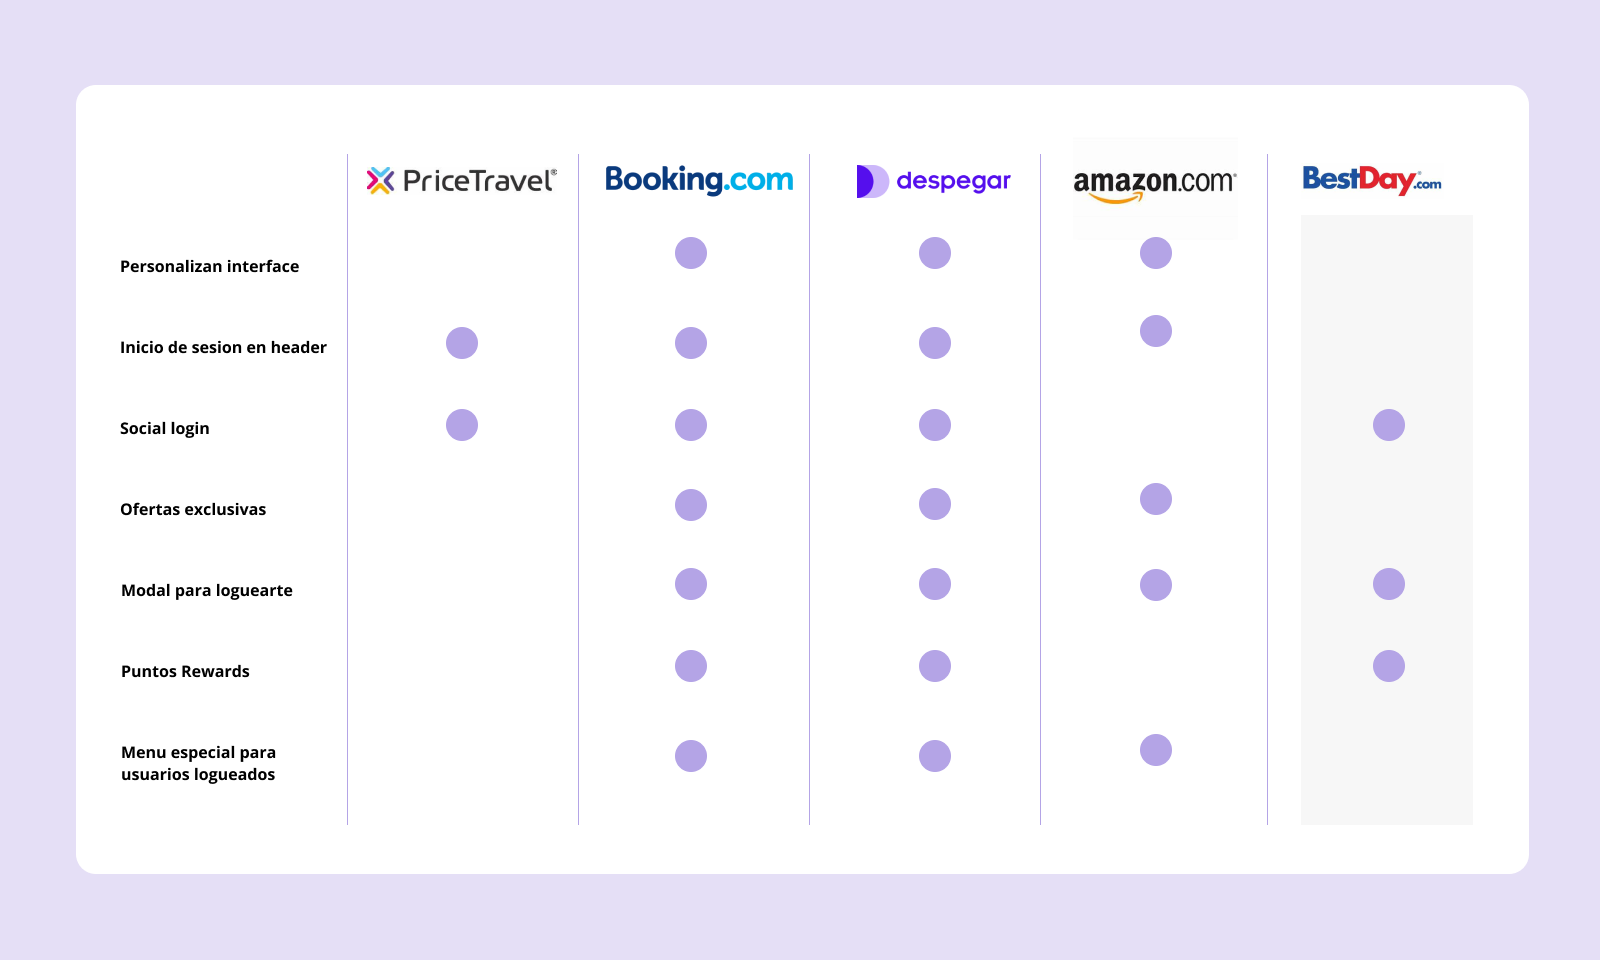 PriceTravel®
Booking.com
despegar
amazon.com®
BestDay®.com
Personalizan interface
Inicio de sesion en header
Social login
Ofertas exclusivas
Modal para loguearte
Puntos Rewards
Menu especial para
usuarios logueados